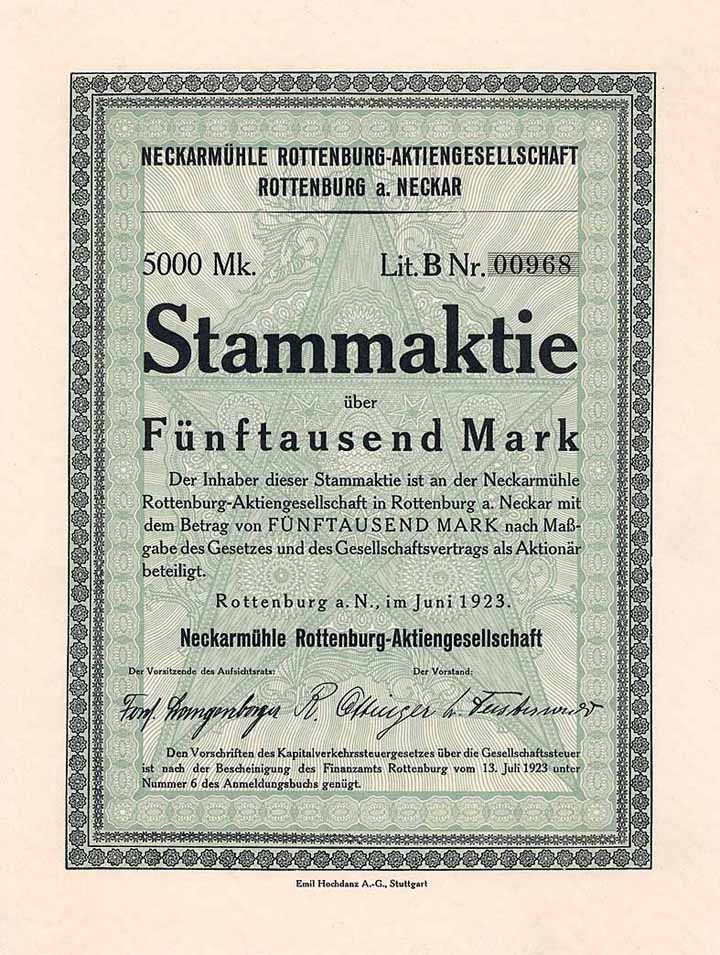 NECKARMÜHLE ROTTENBURG-AKTIENGESELLSCHAFT
ROTTENBURG a. NECKAR
5000 Mk. Lit. B Nr. 00968
Stammaktie
über
Fünftausend Mark
Der Inhaber dieser Stammaktie ist an der Neckarmühle
Rottenburg-Aktiengesellschaft in Rottenburg a. Neckar mit
dem Betrag von FÜNFTAUSEND MARK nach Maß-
gabe des Gesetzes und des Gesellschaftsvertrags als Aktionär
beteiligt.
Rottenburg a. N., im Juni 1923.
Neckarmühle Rottenburg-Aktiengesellschaft
Der Vorsitzende des Aufsichtsrats: Der Vorstand:
R. Ottinger
Den Vorschriften des Kapitalverkehrssteuergesetzes über die Gesellschaftssteuer
ist nach der Bescheinigung des Finanzamts Rottenburg vom 13. Juli 1923 unter
Nummer 6 des Anmeldungsbuchs genügt.
Emil Hochdanz A.-G., Stuttgart